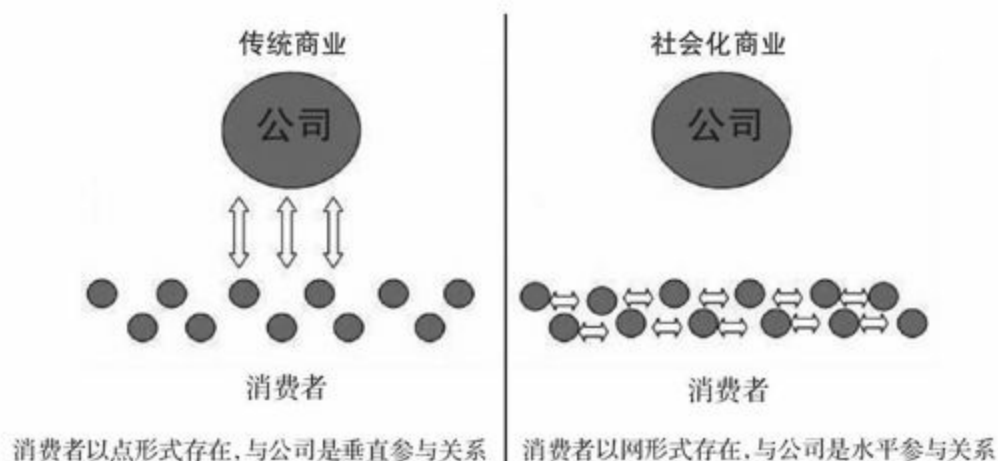 传统商业
公司
消费者
消费者以点形式存在,与公司是垂直参与关系
社会化商业
公司
消费者
消费者以网形式存在,与公司是水平参与关系